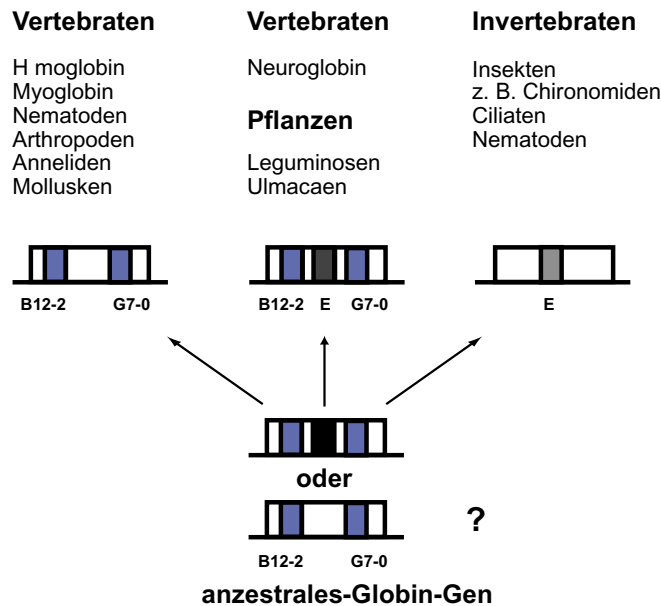 Vertebraten
H moglobin
Myoglobin
Nematoden
Arthropoden
Anneliden
Mollusken
Vertebraten
Neuroglobin
Pflanzen
Leguminosen
Ulmacaen
Invertebraten
Insekten
z. B. Chironomiden
Ciliaten
Nematoden
B12-2 G7-0
B12-2 E G7-0
E
oder
?
B12-2 G7-0
anzestrales-Globin-Gen